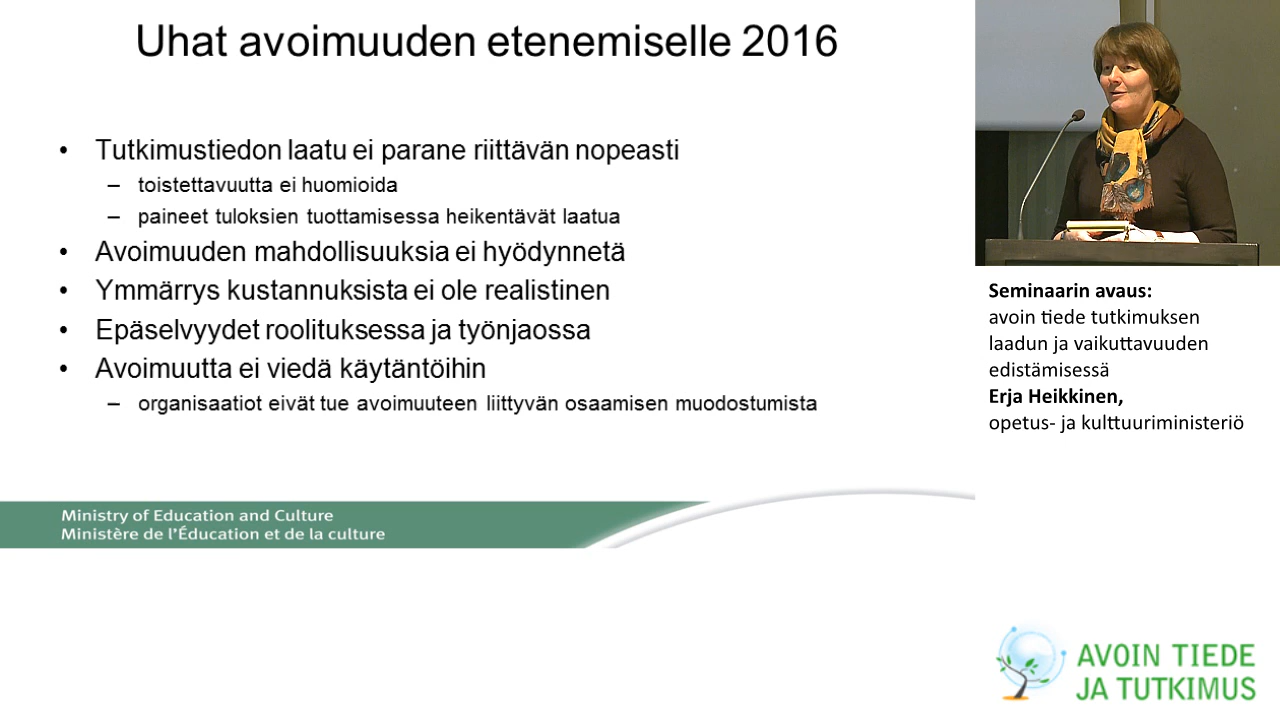 Uhat avoimuuden etenemiselle 2016
• Tutkimustiedon laatu ei parane riittävän nopeasti
– toistettavuutta ei huomioida
– paineet tuloksien tuottamisessa heikentävät laatua
• Avoimuuden mahdollisuuksia ei hyödynnetä
• Ymmärrys kustannuksista ei ole realistinen
• Epäselvyydet roolituksessa ja työnjaossa
• Avoimuutta ei viedä käytäntöihin
– organisaatiot eivät tue avoimuuteen liittyvän osaamisen muodostumista
Ministry of Education and Culture
Ministère de l'Éducation et de la culture
Seminaarin avaus:
avoin tiede tutkimuksen
laadun ja vaikuttavuuden
edistämisessä
Erja Heikkinen,
opetus- ja kulttuuriministeriö
AVOIN TIEDE
JA TUTKIMUS